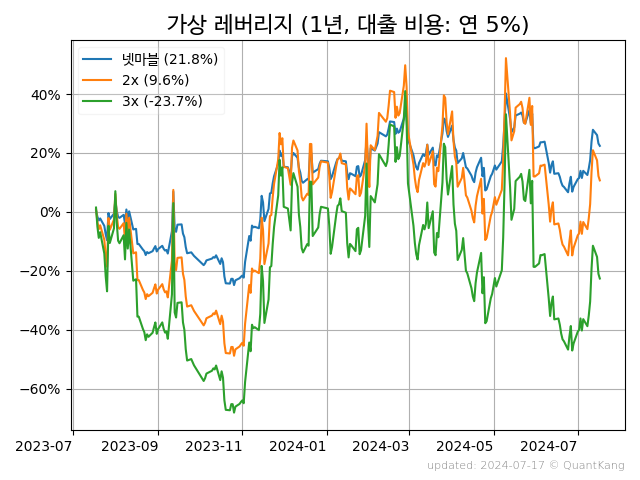 가상 레버리지 (1년, 대출 비용: 연 5%)
넷마블 (21.8%)
2x (9.6%)
3x (-23.7%)
40%
20%
0%
−20%
−40%
−60%
2023-07 2023-09 2023-11 2024-01 2024-03 2024-05 2024-07
updated: 2024-07-17 © QuantKang